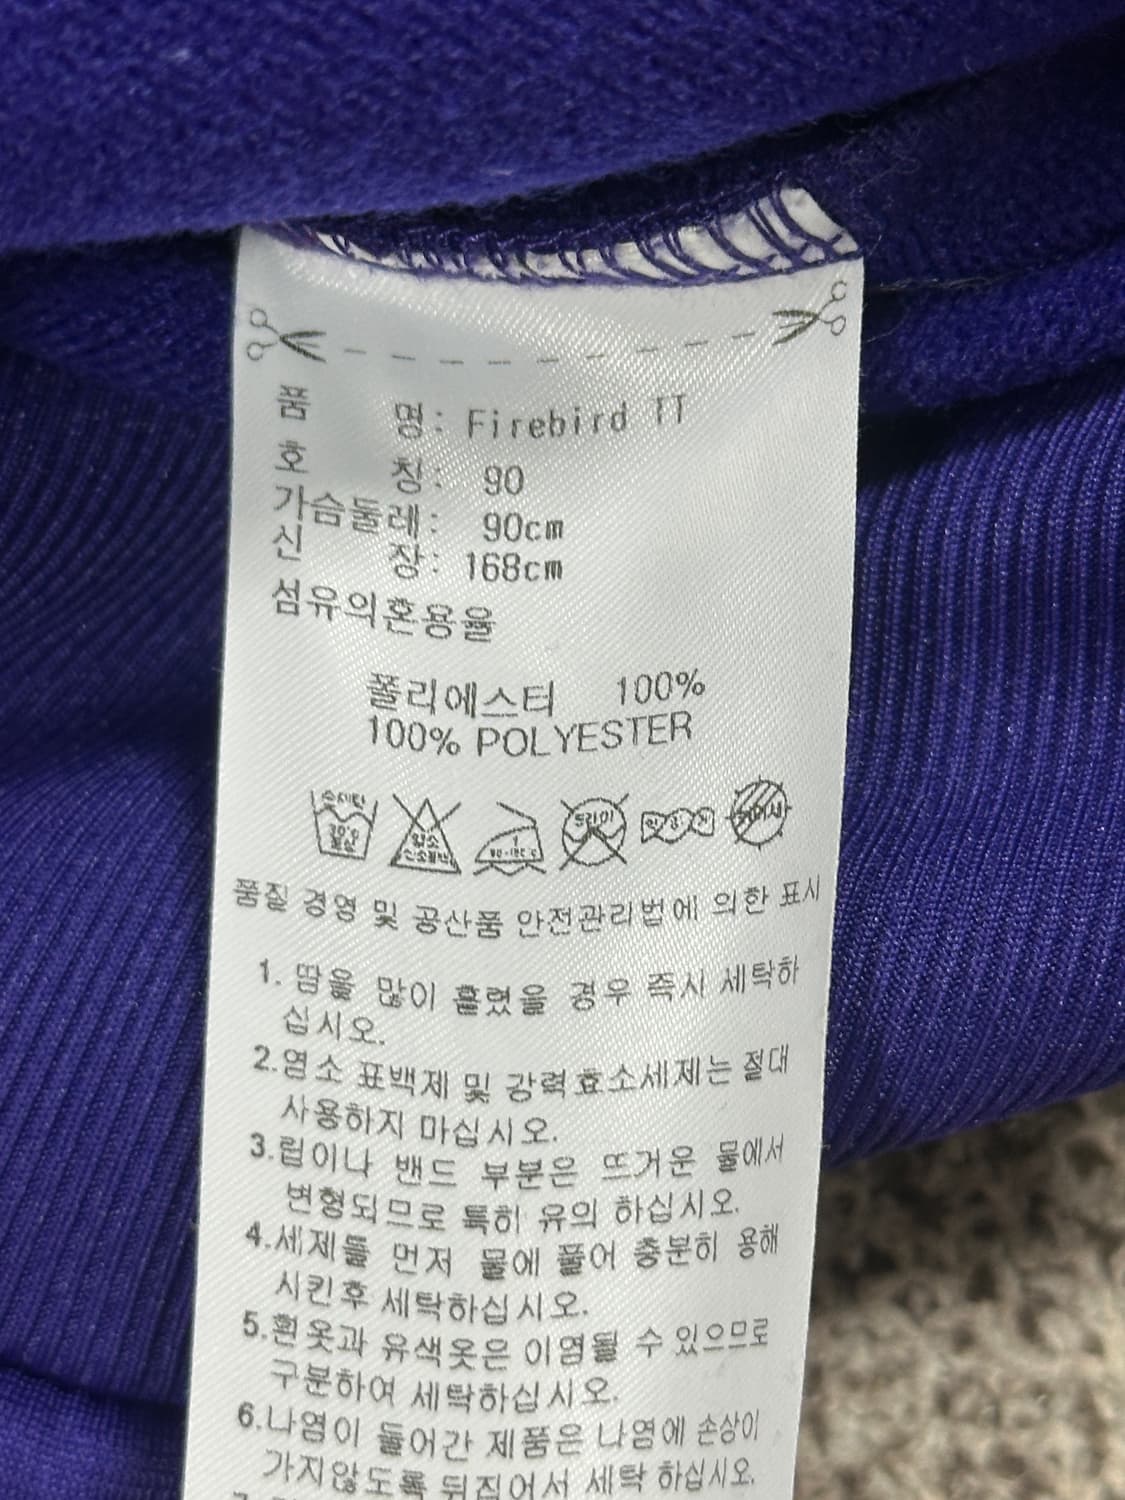 품 명: Firebird TT
호 칭: 90
가슴둘레: 90cm
신 장: 168cm
섬유의혼용율
폴리에스터 100%
100% POLYESTER
품질 경영 및 공산품 안전관리법에 의한 표시
1. 땀을 많이 흘렸을 경우 즉시 세탁하
십시오.
2.염소 표백제 및 강력효소세제는 절대
사용하지 마십시오.
3.립이나 밴드 부분은 뜨거운 물에서
변형되므로 특히 유의 하십시오.
4.세제를 먼저 물에 풀어 충분히 용해
시킨후 세탁하십시오.
5.흰옷과 유색옷은 이염될 수 있으므로
구분하여 세탁하십시오.
6.나염이 들어간 제품은 나염에 손상이
가지않도록 뒤집어서 세탁 하십시오.